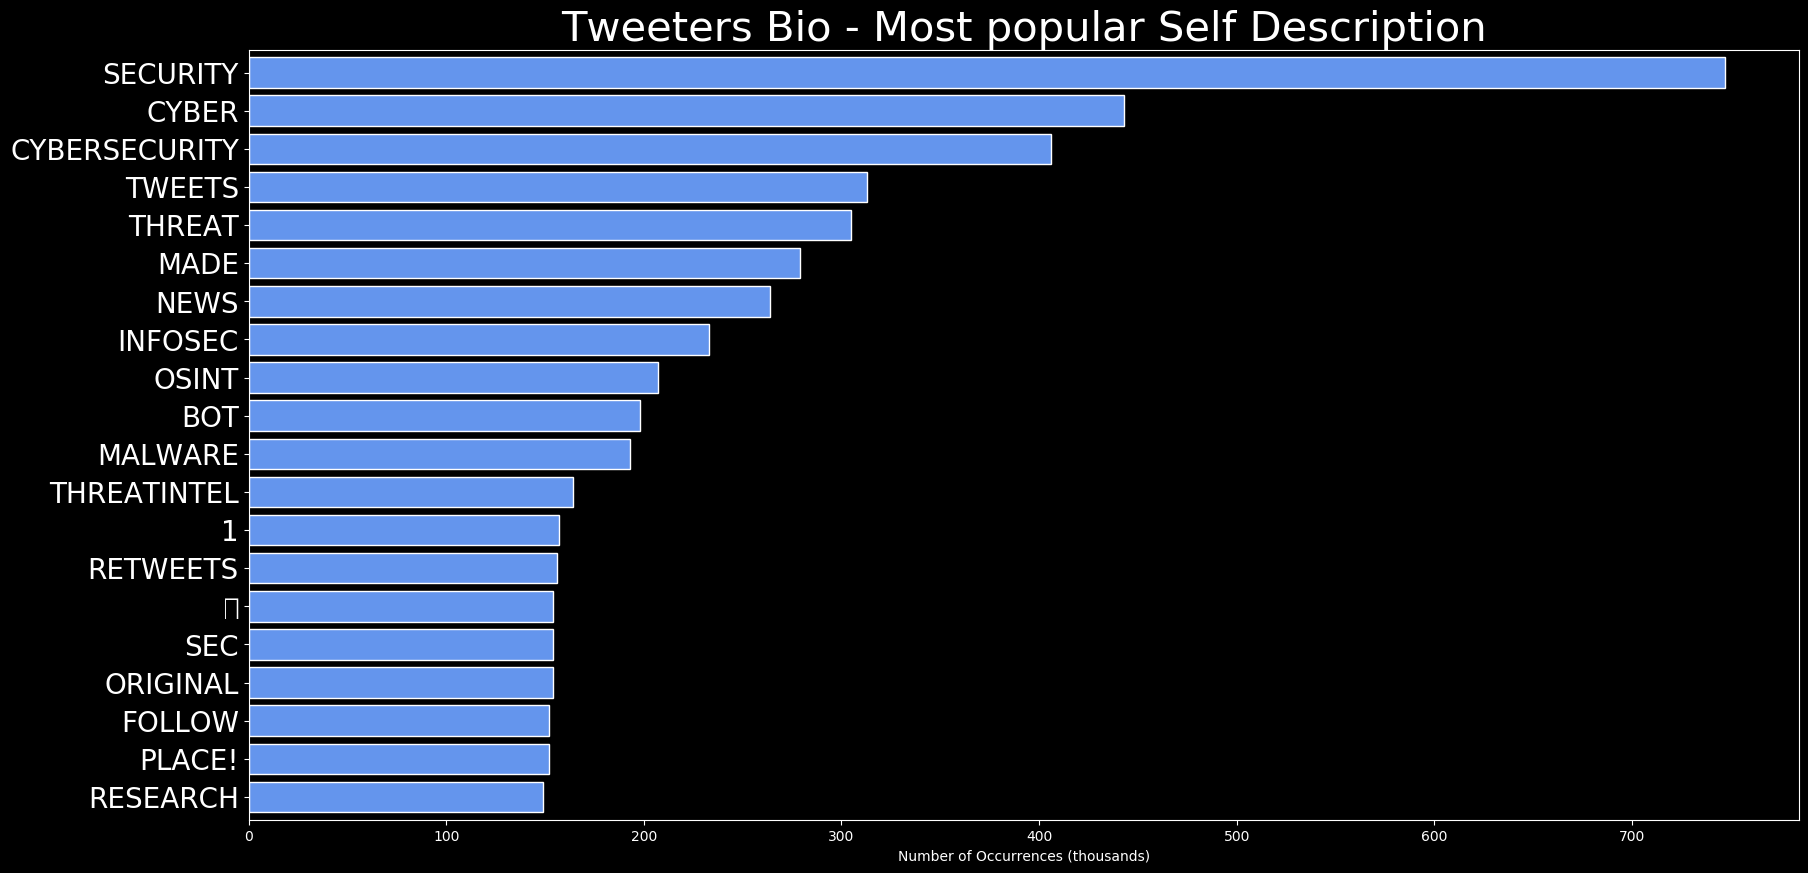 Tweeters Bio - Most popular Self Description
SECURITY
CYBER
CYBERSECURITY
TWEETS
THREAT
MADE
NEWS
INFOSEC
OSINT
BOT
MALWARE
THREATINTEL
1
RETWEETS
SEC
ORIGINAL
FOLLOW
PLACE!
RESEARCH
0 100 200 300 400 500 600 700
Number of Occurrences (thousands)